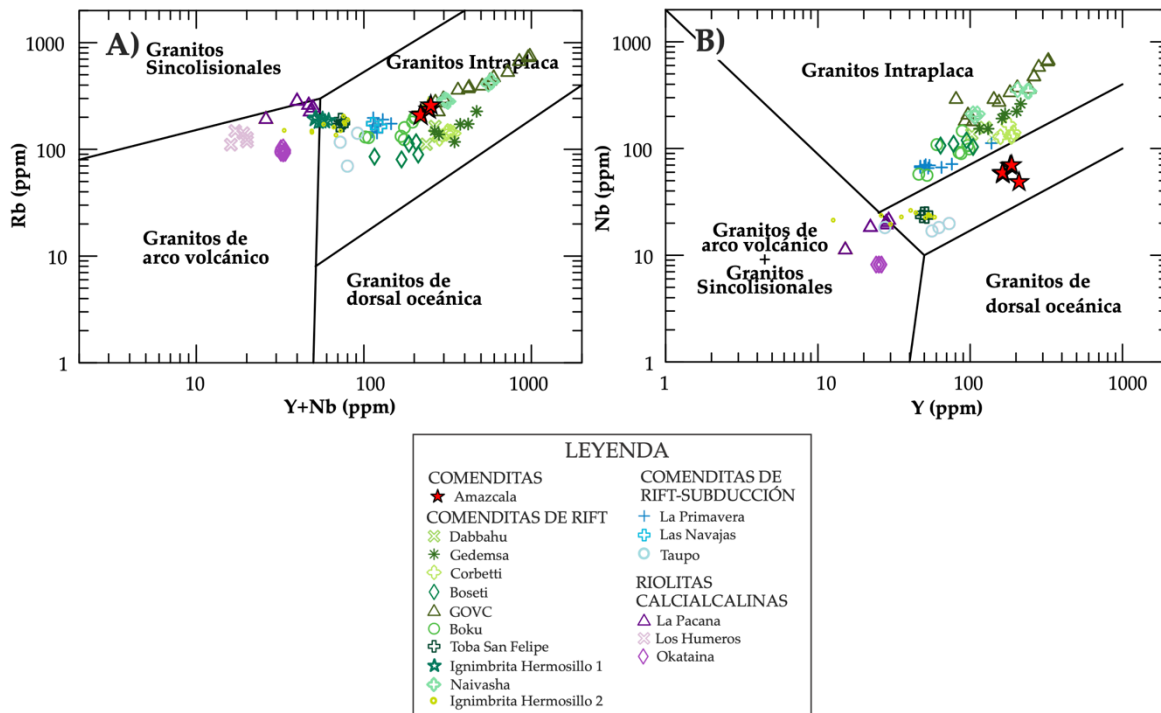 A)
Granitos
Sincolisionales
Granitos Intraplaca
Granitos de
arco volcánico
Granitos de
dorsal oceánica
1000
100
10
1
Rb (ppm)
10
100
1000
Y+Nb (ppm)
B)
Granitos Intraplaca
Granitos de
arco volcánico
+
Granitos
Sincolisionales
Granitos de
dorsal oceánica
1000
100
10
1
Nb (ppm)
1
10
100
1000
Y (ppm)
LEYENDA
COMENDITAS
Amazcala
COMENDITAS DE RIFT
Dabbahu
Gedemsa
Corbetti
Boseti
GOVC
Boku
Toba San Felipe
Ignimbrita Hermosillo 1
Naivasha
Ignimbrita Hermosillo 2
COMENDITAS DE
RIFT-SUBDUCCIÓN
La Primavera
Las Navajas
Taupo
RIOLITAS
CALCIALCALINAS
La Pacana
Los Humeros
Okataina